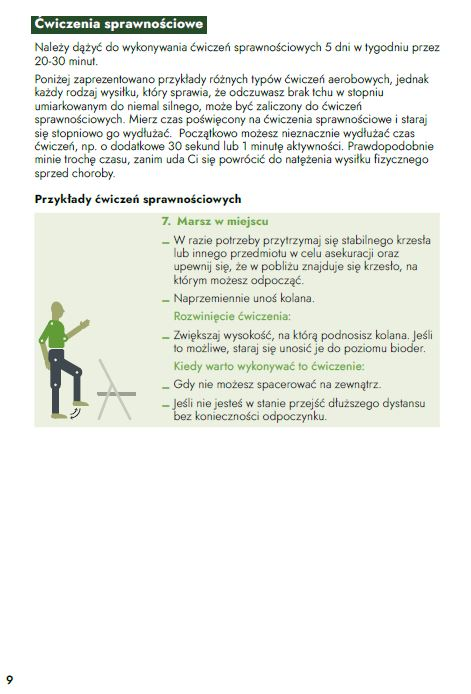 Ćwiczenia sprawnościowe
Należy dążyć do wykonywania ćwiczeń sprawnościowych 5 dni w tygodniu przez
20-30 minut.
Poniżej zaprezentowano przykłady różnych typów ćwiczeń aerobowych, jednak
każdy rodzaj wysiłku, który sprawia, że odczuwasz brak tchu w stopniu
umiarkowanym do niemal silnego, może być zaliczony do ćwiczeń
sprawnościowych. Mierz czas poświęcony na ćwiczenia sprawnościowe i staraj
się stopniowo go wydłużać. Początkowo możesz nieznacznie wydłużać czas
ćwiczeń, np. o dodatkowe 30 sekund lub 1 minutę aktywności. Prawdopodobnie
minie trochę czasu, zanim uda Ci się powrócić do natężenia wysiłku fizycznego
sprzed choroby.
Przykłady ćwiczeń sprawnościowych
7. Marsz w miejscu
– W razie potrzeby przytrzymaj się stabilnego krzesła
lub innego przedmiotu w celu asekuracji oraz
upewnij się, że w pobliżu znajduje się krzesło, na
którym możesz odpocząć.
– Naprzemiennie unoś kolana.
Rozwinięcie ćwiczenia:
– Zwiększaj wysokość, na którą podnosisz kolana. Jeśli
to możliwe, staraj się unosić je do poziomu bioder.
Kiedy warto wykonywać to ćwiczenie:
– Gdy nie możesz spacerować na zewnątrz.
– Jeśli nie jesteś w stanie przejść dłuższego dystansu
bez konieczności odpoczynku.
9